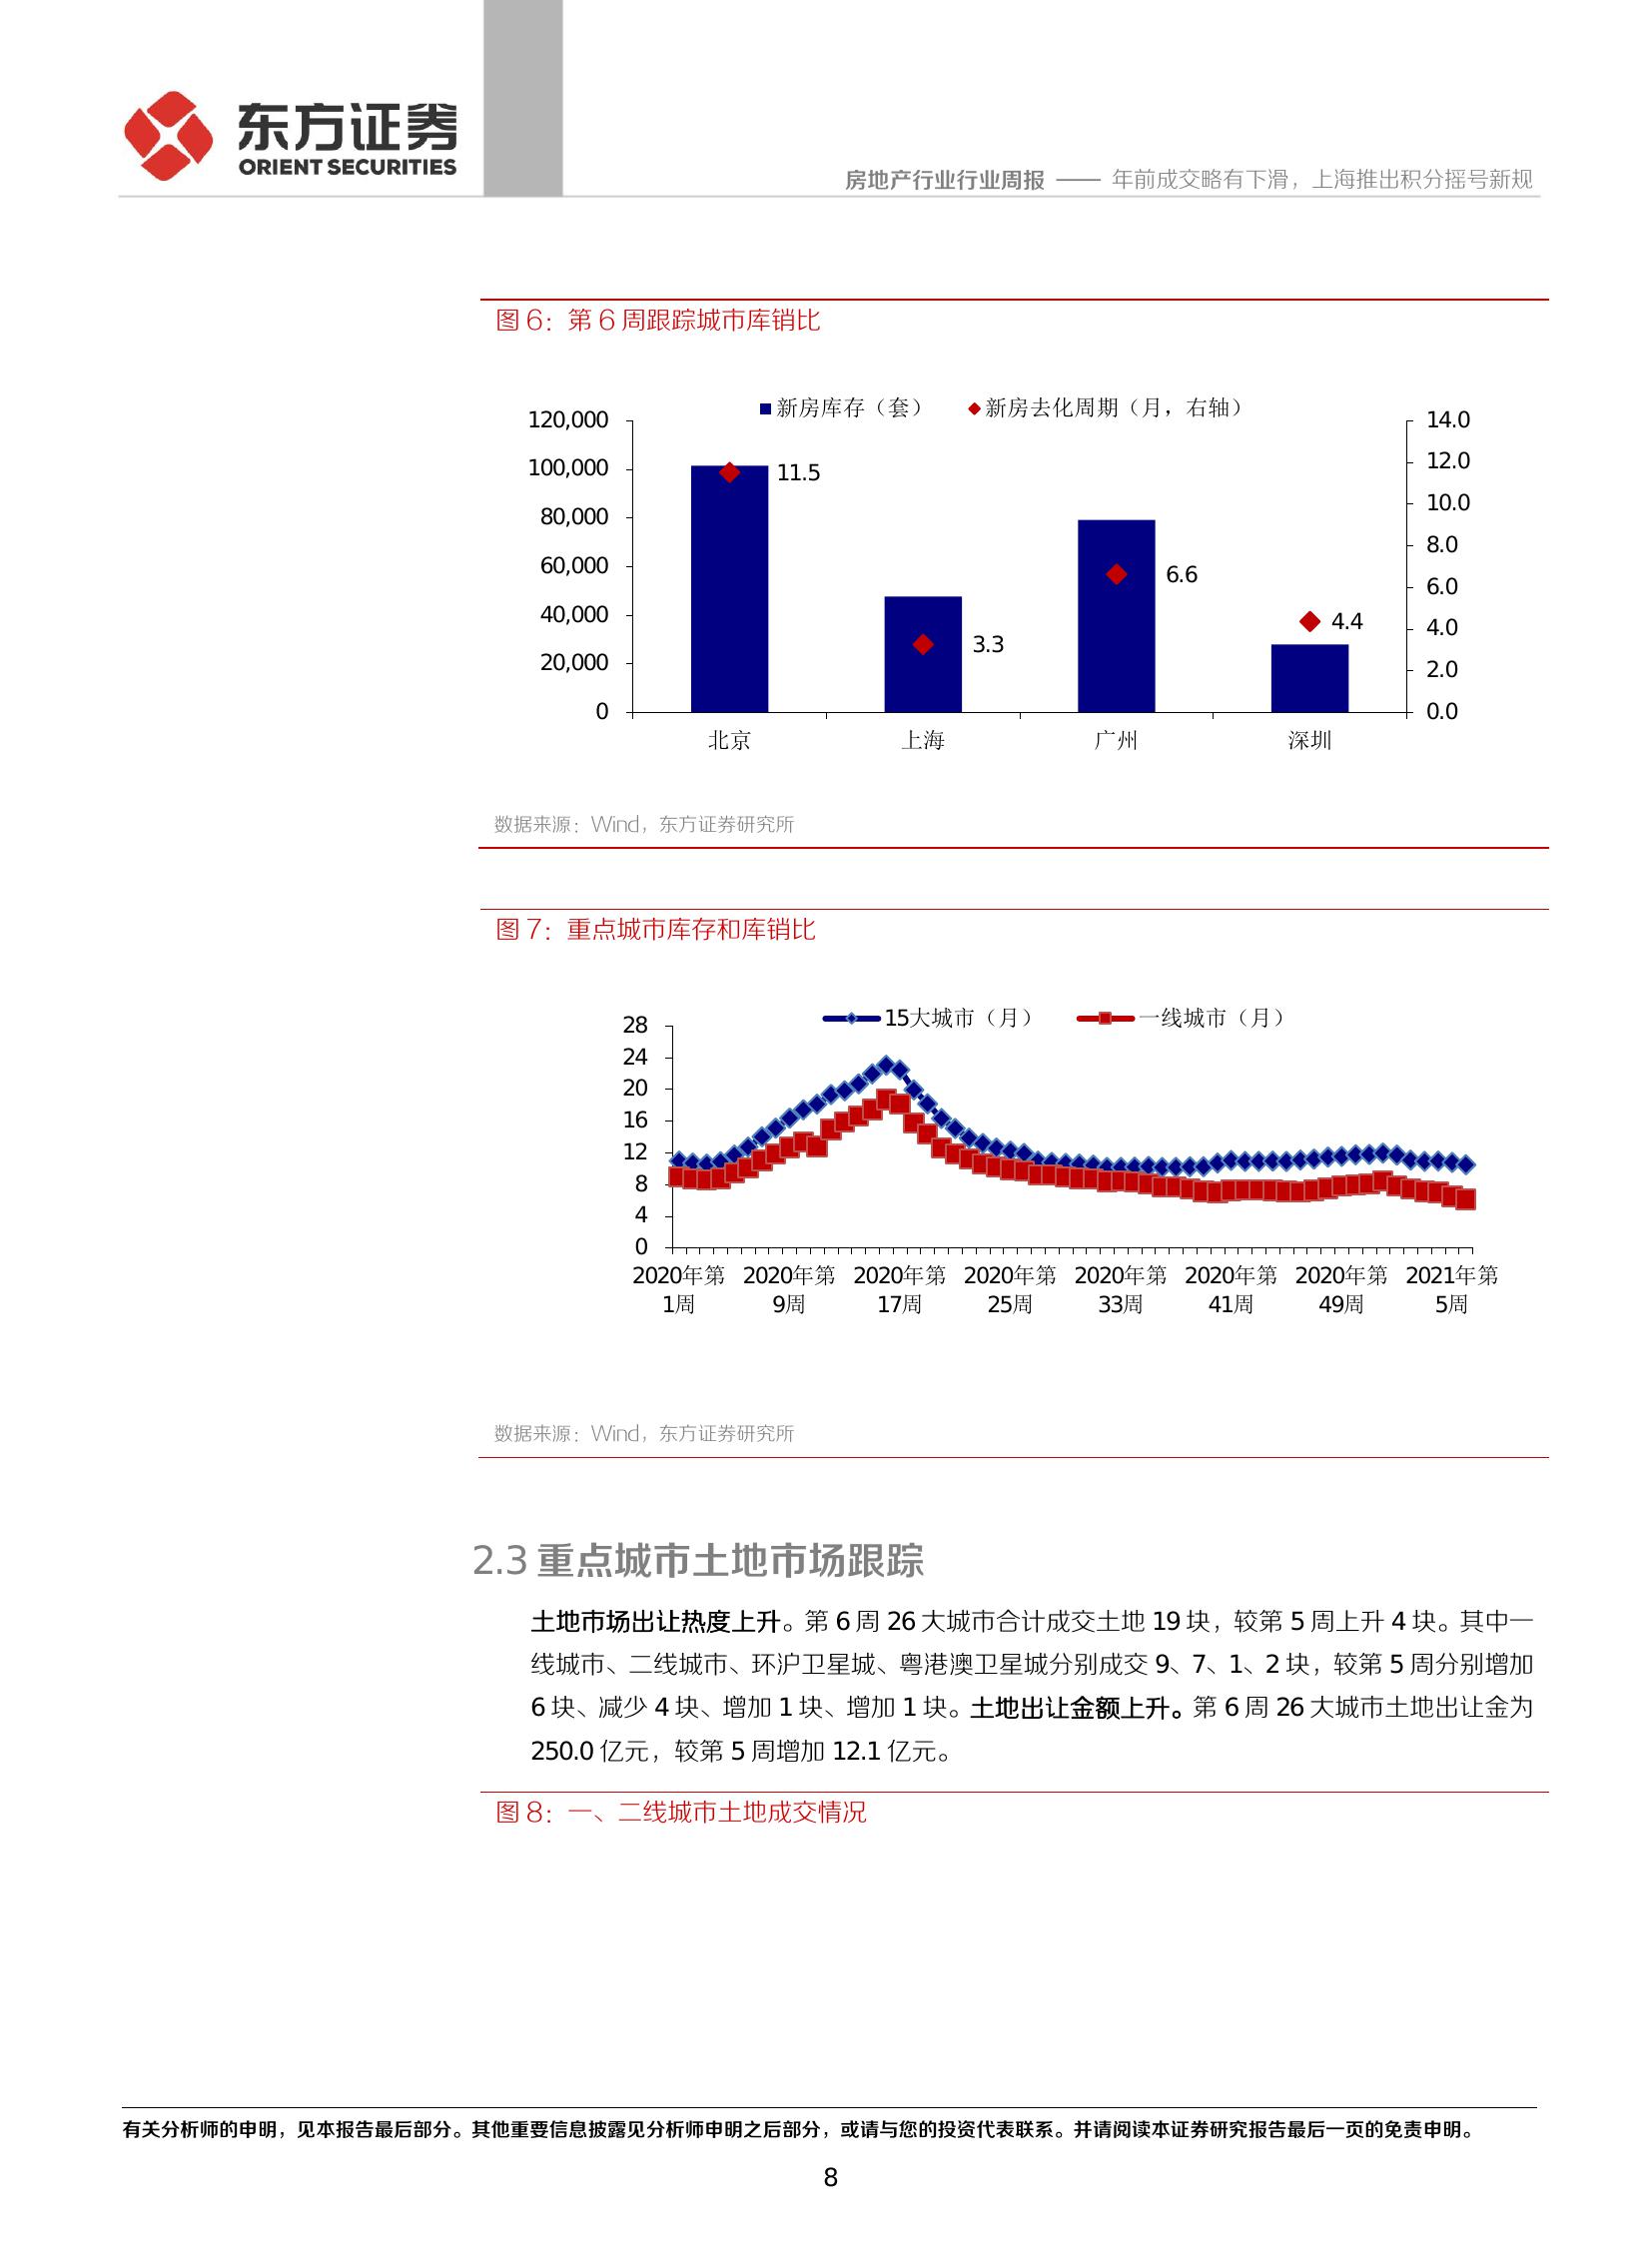 东方证券
ORIENT SECURITIES
房地产行业行业周报 —— 年前成交略有下滑，上海推出积分摇号新规
图 6：第 6 周跟踪城市库销比
新房库存（套） 新房去化周期（月，右轴）
120,000
100,000
80,000
60,000
40,000
20,000
0
11.5
3.3
6.6
4.4
14.0
12.0
10.0
8.0
6.0
4.0
2.0
0.0
北京 上海 广州 深圳
数据来源：Wind，东方证券研究所
图 7：重点城市库存和库销比
15大城市（月） 一线城市（月）
28
24
20
16
12
8
4
0
2020年第 2020年第 2020年第 2020年第 2020年第 2020年第 2020年第 2021年第
1周 9周 17周 25周 33周 41周 49周 5周
数据来源：Wind，东方证券研究所
2.3 重点城市土地市场跟踪
土地市场出让热度上升。第 6 周 26 大城市合计成交土地 19 块，较第 5 周上升 4 块。其中一
线城市、二线城市、环沪卫星城、粤港澳卫星城分别成交 9、7、1、2 块，较第 5 周分别增加
6 块、减少 4 块、增加 1 块、增加 1 块。土地出让金额上升。第 6 周 26 大城市土地出让金为
250.0 亿元，较第 5 周增加 12.1 亿元。
图 8：一、二线城市土地成交情况
有关分析师的申明，见本报告最后部分。其他重要信息披露见分析师申明之后部分，或请与您的投资代表联系。并请阅读本证券研究报告最后一页的免责申明。
8